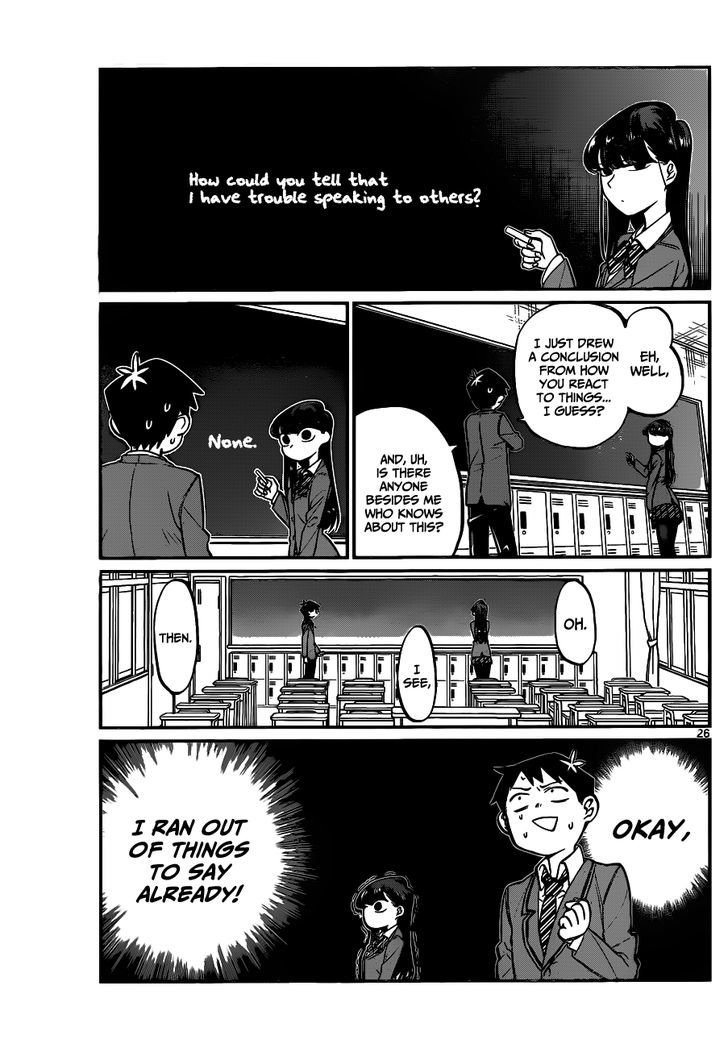 How could you tell that
I have trouble speaking to others?
EH,
WELL,
I JUST DREW
A CONCLUSION
FROM HOW
YOU REACT
TO THINGS...
I GUESS?
AND, UH,
IS THERE
ANYONE
BESIDES ME
WHO KNOWS
ABOUT THIS?
None.
OH.
I
SEE,
THEN.
26
OKAY,
I RAN OUT
OF THINGS
TO SAY
ALREADY!